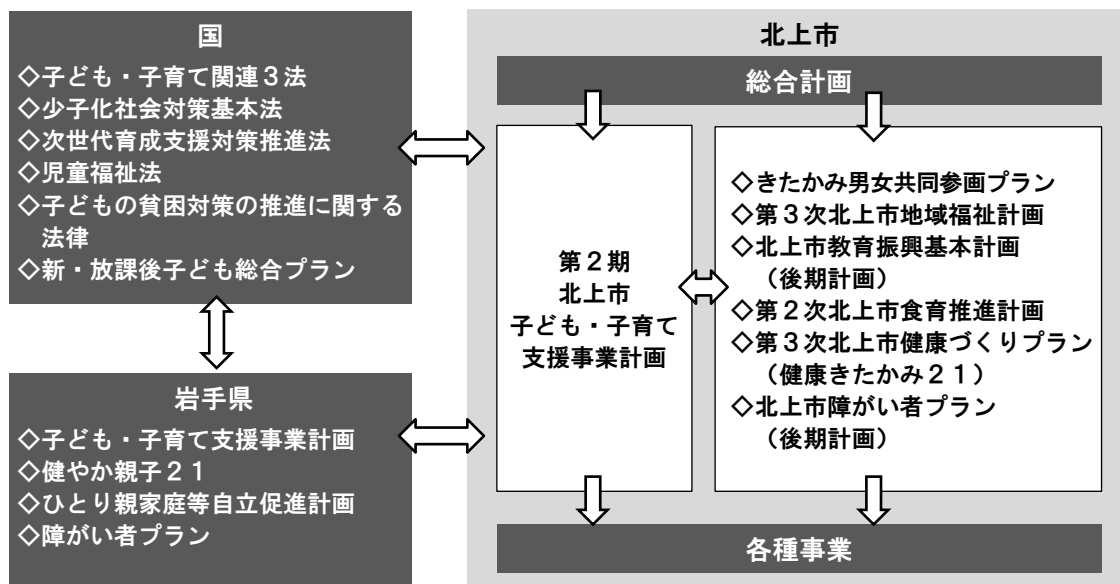 国
◇子ども・子育て関連３法
◇少子化社会対策基本法
◇次世代育成支援対策推進法
◇児童福祉法
◇子どもの貧困対策の推進に関する
法律
◇新・放課後子ども総合プラン
岩手県
◇子ども・子育て支援事業計画
◇健やか親子２１
◇ひとり親家庭等自立促進計画
◇障がい者プラン
北上市
総合計画
第２期
北上市
子ども・子育て
支援事業計画
◇きたかみ男女共同参画プラン
◇第３次北上市地域福祉計画
◇北上市教育振興基本計画
（後期計画）
◇第２次北上市食育推進計画
◇第３次北上市健康づくりプラン
（健康きたかみ２１）
◇北上市障がい者プラン
（後期計画）
各種事業